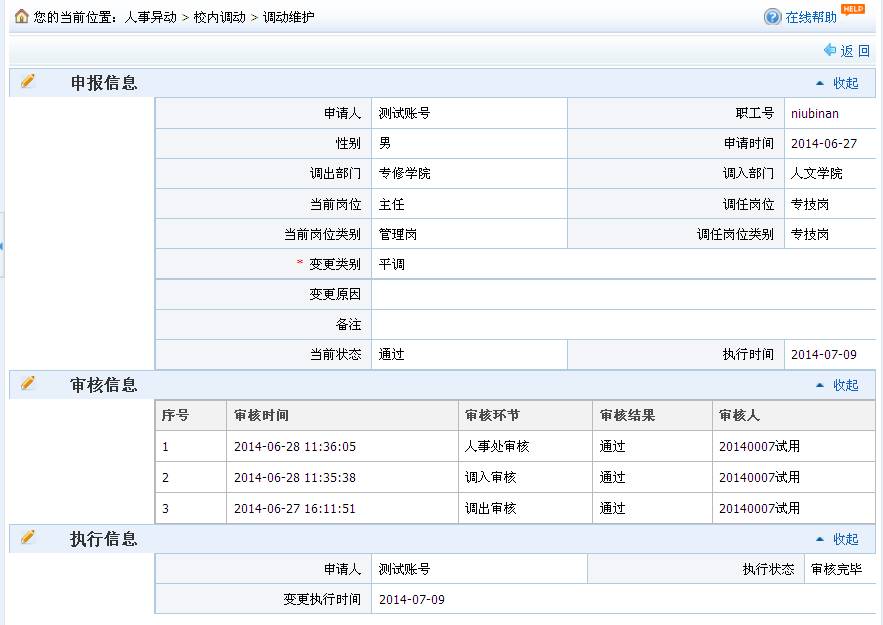 您的当前位置：人事异动 > 校内调动 > 调动维护 在线帮助 HELP
返回
申报信息 收起
申请人 测试账号 职工号 niubinan
性别 男 申请时间 2014-06-27
调出部门 专修学院 调入部门 人文学院
当前岗位 主任 调任岗位 专技岗
当前岗位类别 管理岗 调任岗位类别 专技岗
* 变更类别 平调
变更原因
备注
当前状态 通过 执行时间 2014-07-09
审核信息 收起
序号 审核时间 审核环节 审核结果 审核人
1 2014-06-28 11:36:05 人事处审核 通过 20140007试用
2 2014-06-28 11:35:38 调入审核 通过 20140007试用
3 2014-06-27 16:11:51 调出审核 通过 20140007试用
执行信息 收起
申请人 测试账号 执行状态 审核完毕
变更执行时间 2014-07-09